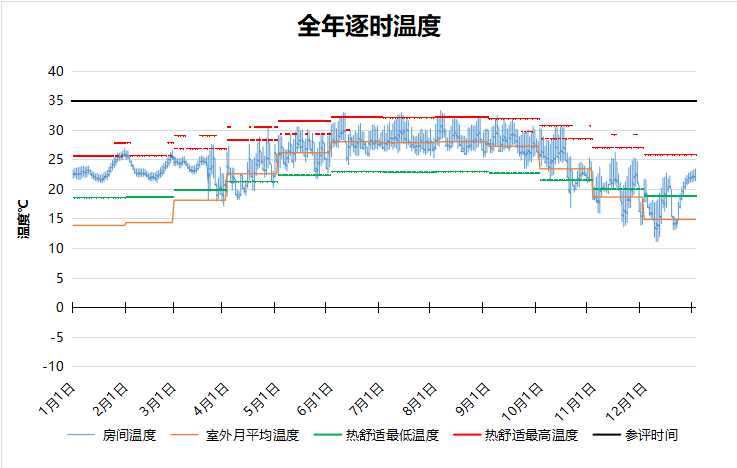 全年逐时温度
温度℃
40
35
30
25
20
15
10
5
0
-5
-10
1月1日
2月1日
3月1日
4月1日
5月1日
6月1日
7月1日
8月1日
9月1日
10月1日
11月1日
12月1日
房间温度 室外月平均温度 热舒适最低温度 热舒适最高温度 参评时间